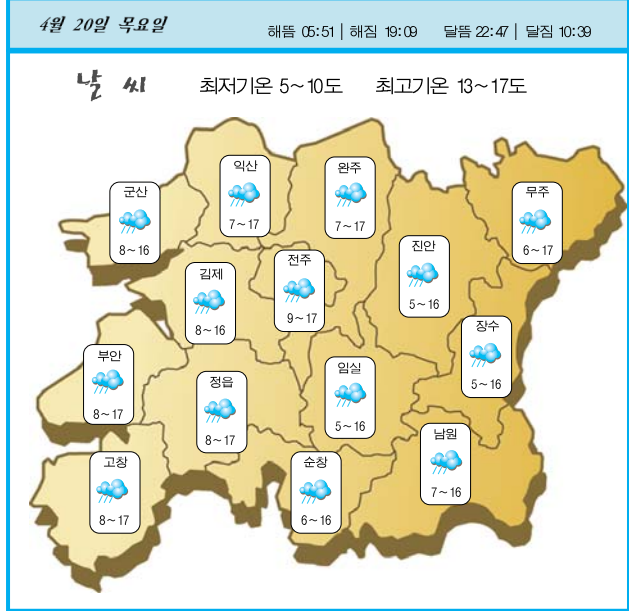 4월 20일 목요일
해뜸 05:51 | 해짐 19:09 달뜸 22:47 | 달짐 10:39
날 씨 최저기온 5~10도 최고기온 13~17도
군산
8~16
익산
7~17
완주
7~17
무주
6~17
김제
8~16
전주
9~17
진안
5~16
장수
5~16
부안
8~17
정읍
8~17
임실
5~16
남원
7~16
고창
8~17
순창
6~16